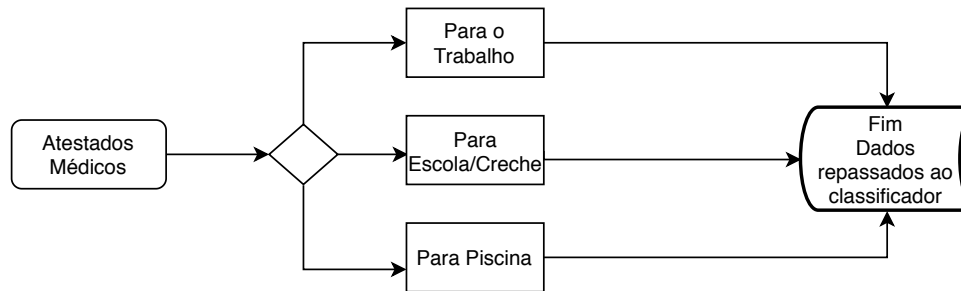 Para o
Trabalho
Atestados
Médicos
Para
Escola/Creche
Fim
Dados
repassados ao
classificador
Para Piscina